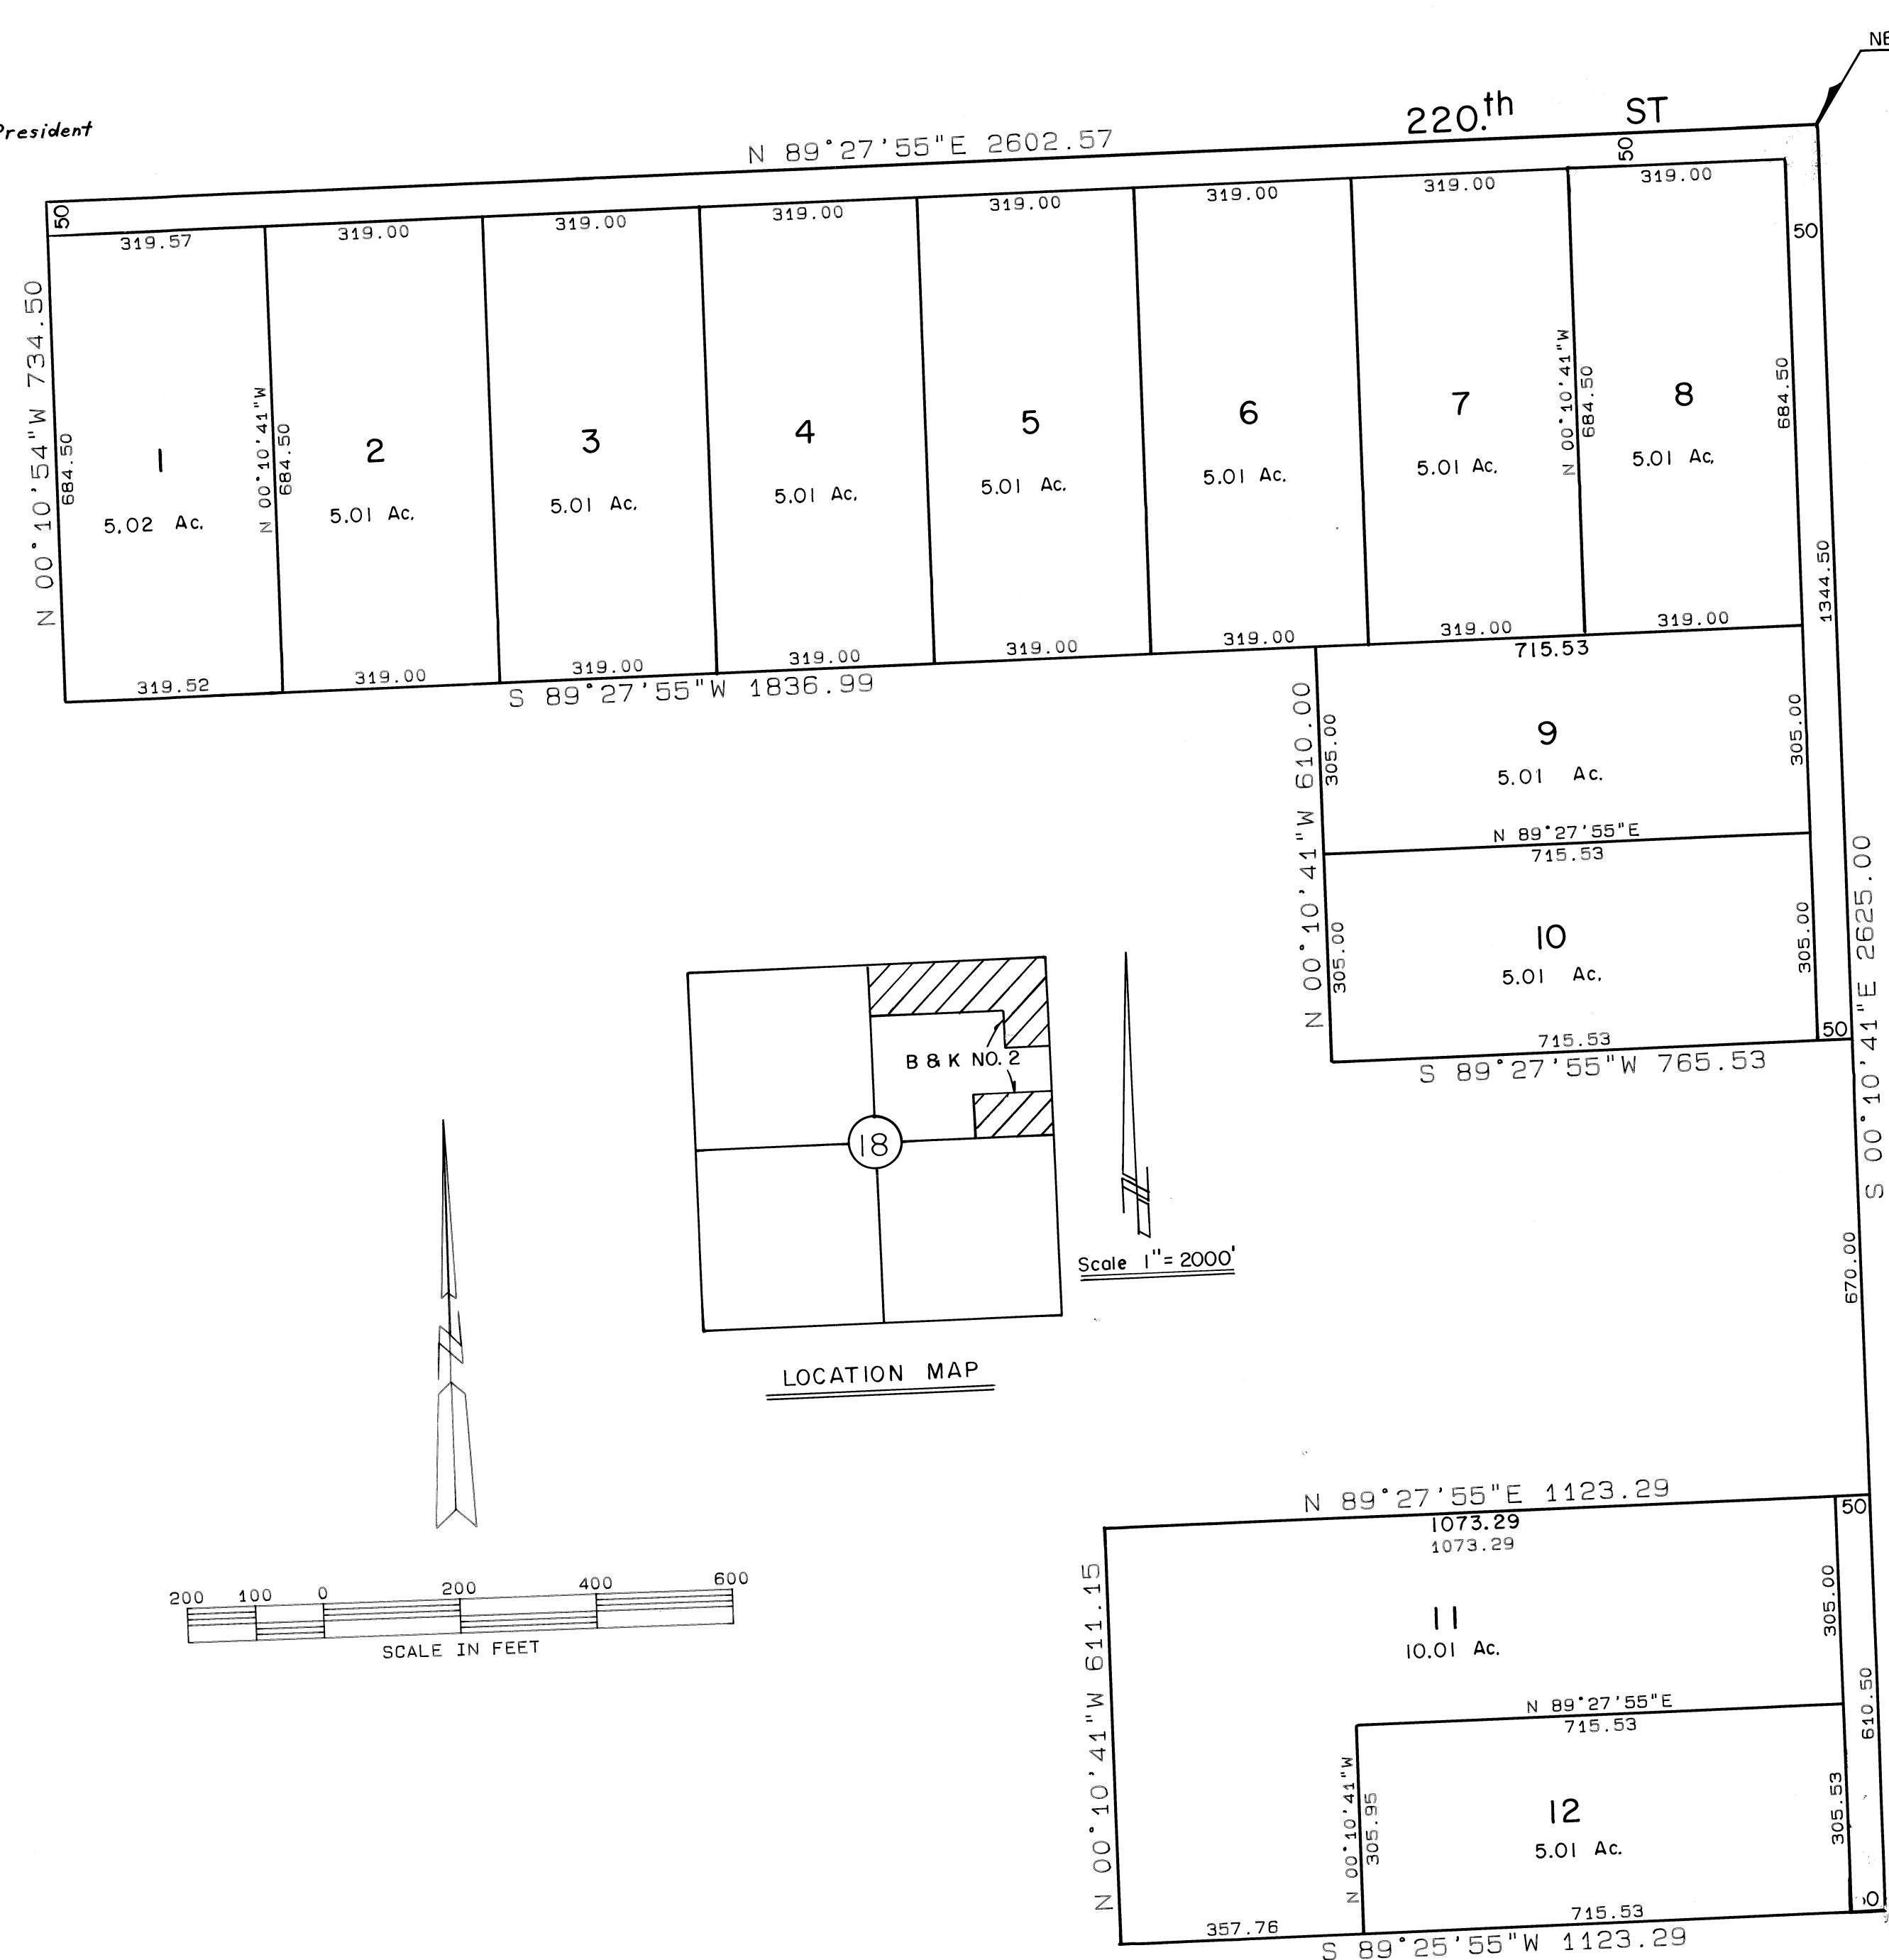 NE
President
220.th ST
N 89°27'55"E 2602.57
50
50
319.57
319.00
319.00
319.00
319.00
319.00
319.00
319.00
50
N 00°10'54"W 734.50
684.50
1
5.02 Ac.
N 00°10'41"W
684.50
2
5.01 Ac.
3
5.01 Ac.
4
5.01 Ac.
5
5.01 Ac.
6
5.01 Ac.
7
5.01 Ac.
N 00°10'41"W
684.50
8
5.01 Ac.
684.50
1344.50
319.52
319.00
319.00
319.00
319.00
319.00
319.00
319.00
S 89°27'55"W 1836.99
715.53
N 00°10'41"W 610.00
305.00
9
5.01 Ac.
305.00
N 89°27'55"E
715.53
305.00
10
5.01 Ac.
305.00
50
715.53
S 89°27'55"W 765.53
S 00°10'41"E 2625.00
670.00
B & K NO. 2
18
Scale 1"=2000'
LOCATION MAP
200 100 0 200 400 600
SCALE IN FEET
N 89°27'55"E 1123.29
1073.29
1073.29
50
N 00°10'41"W 611.15
305.00
11
10.01 Ac.
610.50
N 89°27'55"E
715.53
N 00°10'41"W
305.95
12
5.01 Ac.
305.53
357.76
715.53
S 89°25'55"W 1123.29